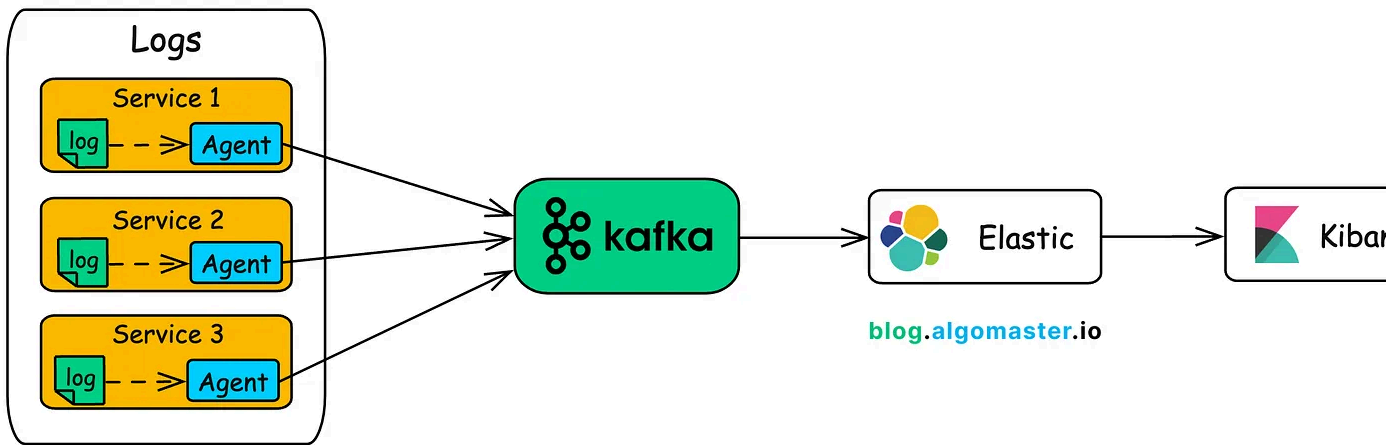 Logs
Service 1
log
Agent
Service 2
log
Agent
Service 3
log
Agent
kafka
Elastic
blog.algomaster.io